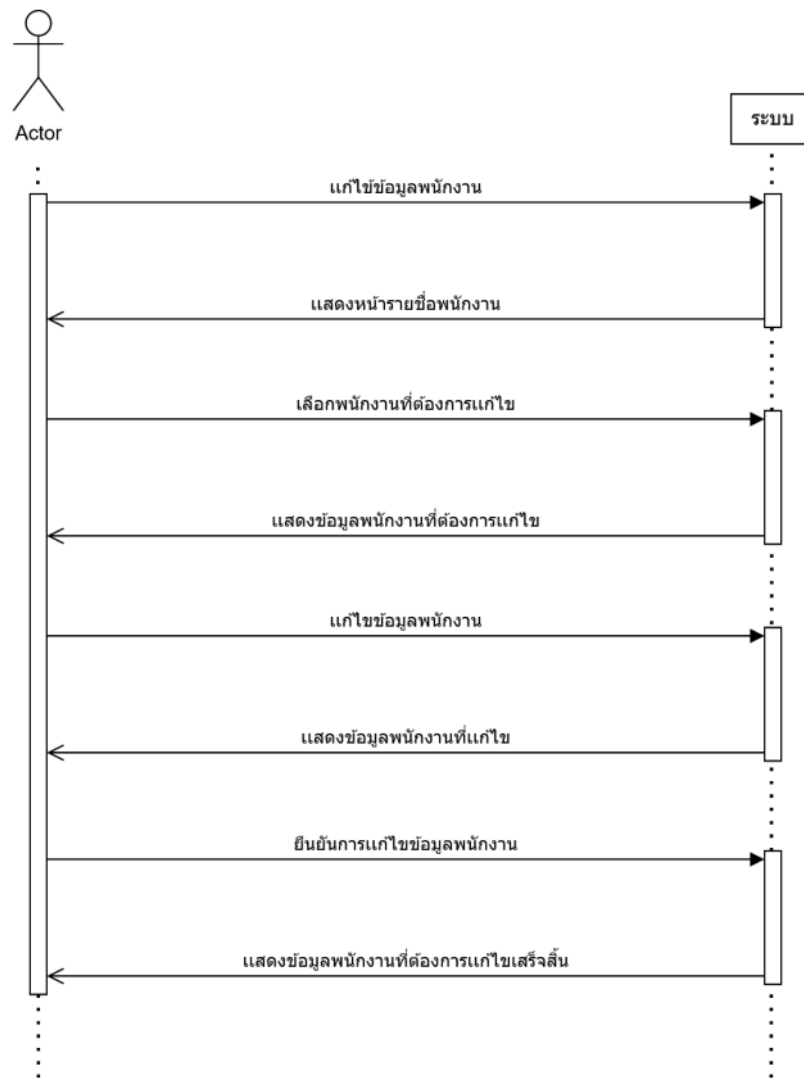 Actor
ระบบ
แก้ไข้ข้อมูลพนักงาน
แสดงหน้ารายชื่อพนักงาน
เลือกพนักงานที่ต้องการแก้ไข
แสดงข้อมูลพนักงานที่ต้องการแก้ไข
แก้ไขข้อมูลพนักงาน
แสดงข้อมูลพนักงานที่แก้ไข
ยืนยันการแก้ไขข้อมูลพนักงาน
แสดงข้อมูลพนักงานที่ต้องการแก้ไขเสร็จสิ้น